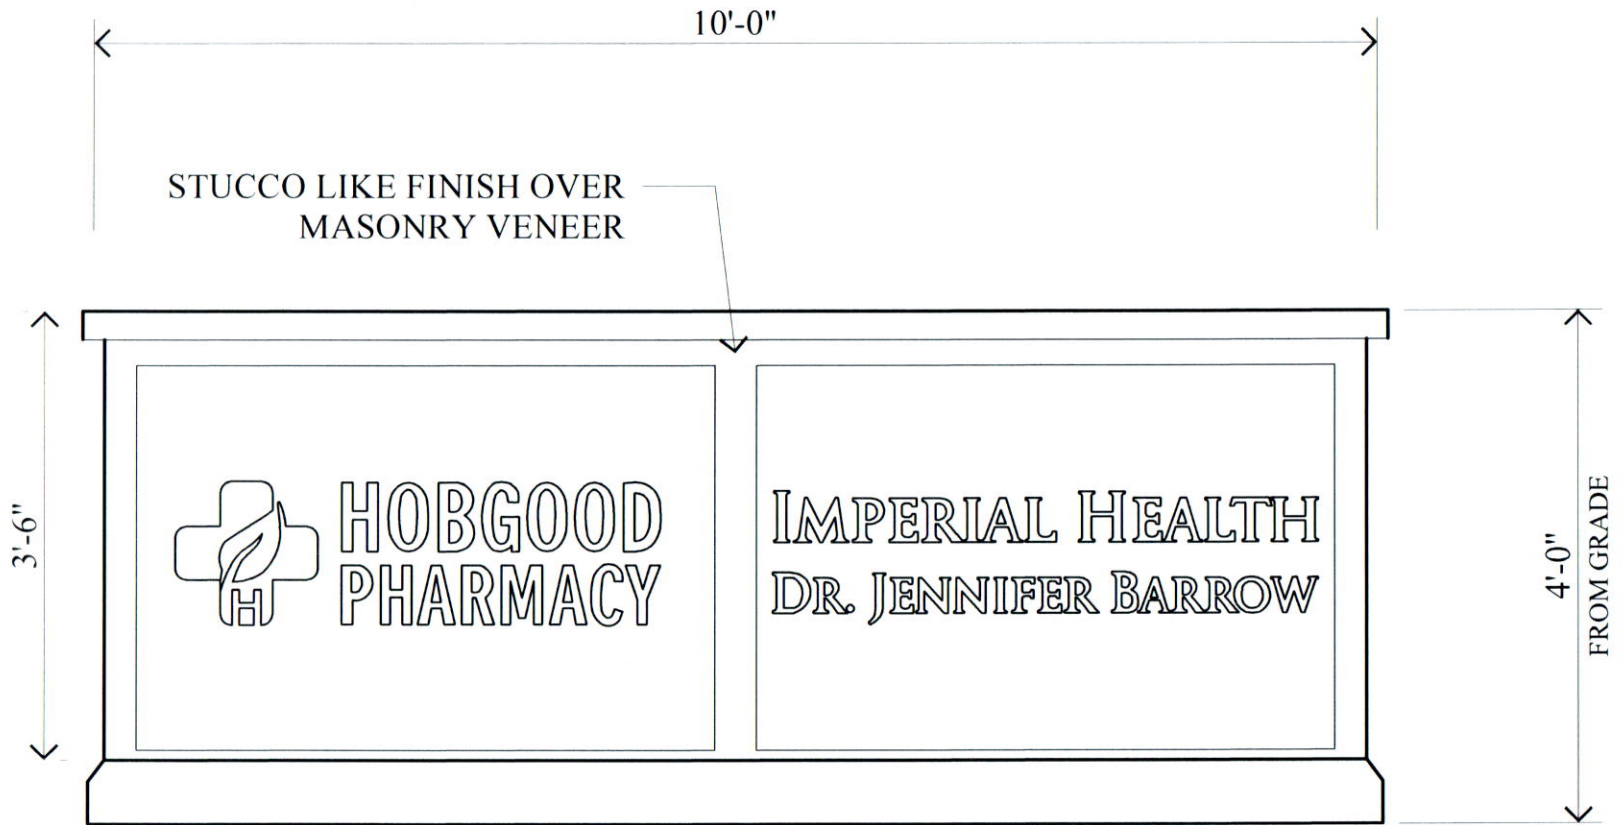 10'-0"
STUCCO LIKE FINISH OVER
MASONRY VENEER
3'-6"
HOBGOOD
PHARMACY
H
IMPERIAL HEALTH
DR. JENNIFER BARROW
4'-0"
FROM GRADE